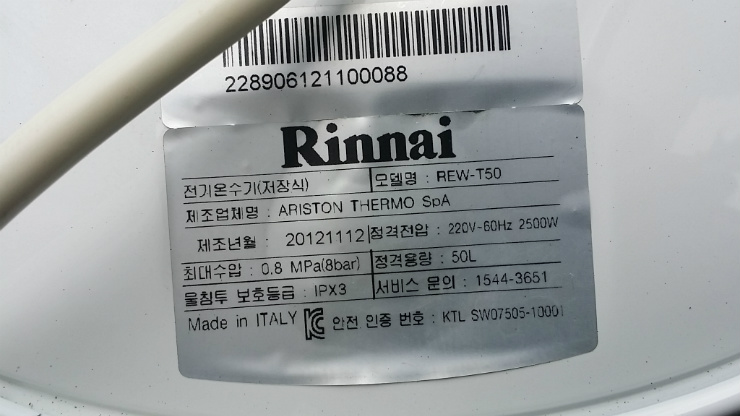 228906121100088
Rinnai
전기온수기(저장식) 모델명 : REW-T50
제조업체명 : ARISTON THERMO SpA
제조년월 : 20121112 정격전압 : 220V-60Hz 2500W
최대수압 : 0.8 MPa(8bar) 정격용량 : 50L
물침투 보호등급 : IPX3 서비스 문의 : 1544-3651
Made in ITALY 안전 인증 번호 : KTL SW07505-10001